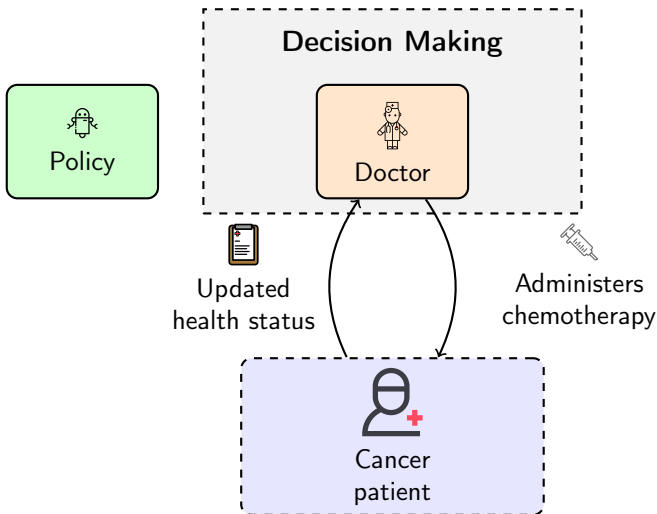 Decision Making
Policy
Doctor
Updated
health status
Administers
chemotherapy
Cancer
patient